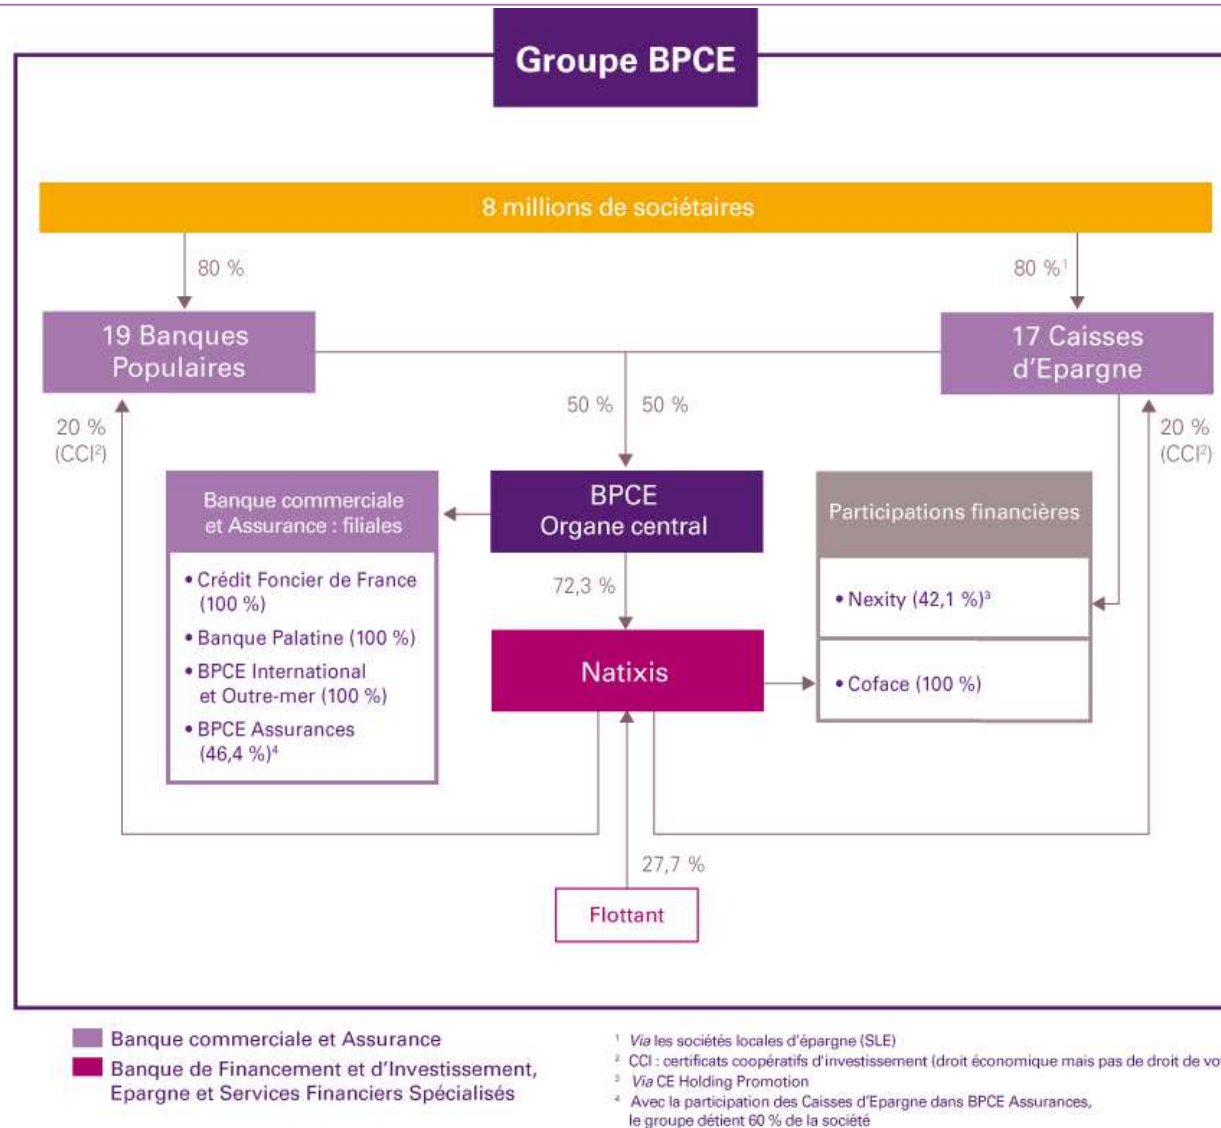 Groupe BPCE
8 millions de sociétaires
80 %
80 %¹
19 Banques
Populaires
17 Caisses
d'Epargne
50 %
50 %
20 %
(CCI²)
20 %
(CCI²)
Banque commerciale
et Assurance : filiales
• Crédit Foncier de France
(100 %)
• Banque Palatine (100 %)
• BPCE International
et Outre-mer (100 %)
• BPCE Assurances
(46,4 %)⁴
BPCE
Organe central
72,3 %
Natixis
Participations financières
• Nexity (42,1 %)³
• Coface (100 %)
27,7 %
Flottant
Banque commerciale et Assurance
Banque de Financement et d'Investissement,
Epargne et Services Financiers Spécialisés
¹ Via les sociétés locales d'épargne (SLE)
² CCI : certificats coopératifs d'investissement (droit économique mais pas de droit de vo
³ Via CE Holding Promotion
⁴ Avec la participation des Caisses d'Epargne dans BPCE Assurances,
le groupe détient 60 % de la société